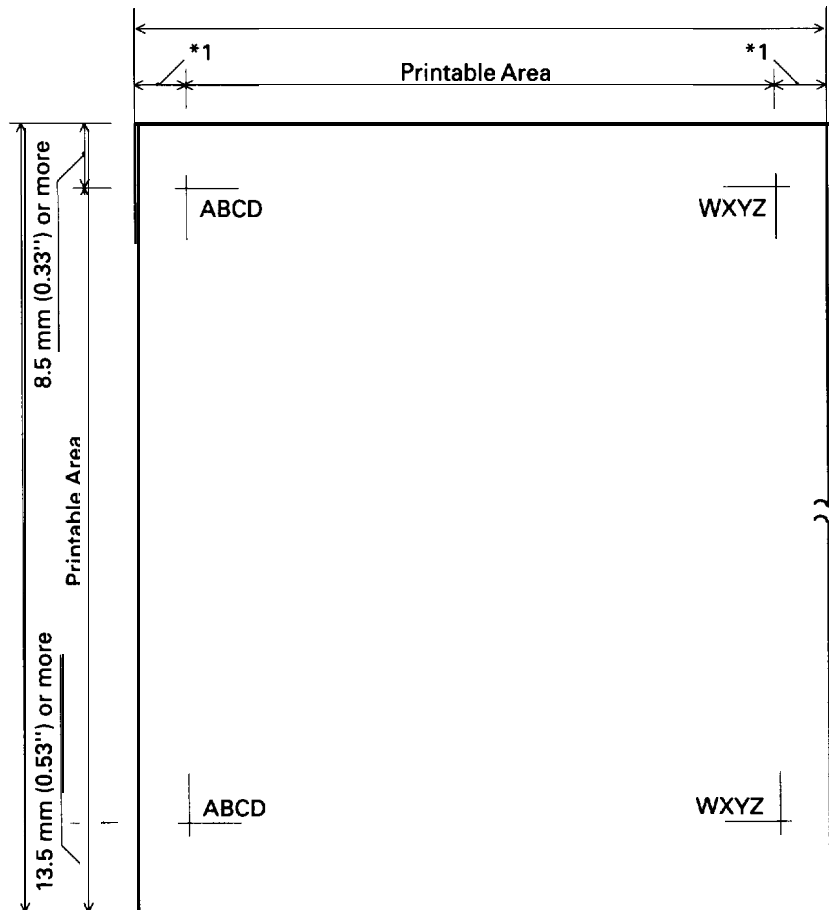 *1
*1
Printable Area
8.5 mm (0.33'') or more
ABCD
WXYZ
Printable Area
13.5 mm (0.53'') or more
ABCD
WXYZ